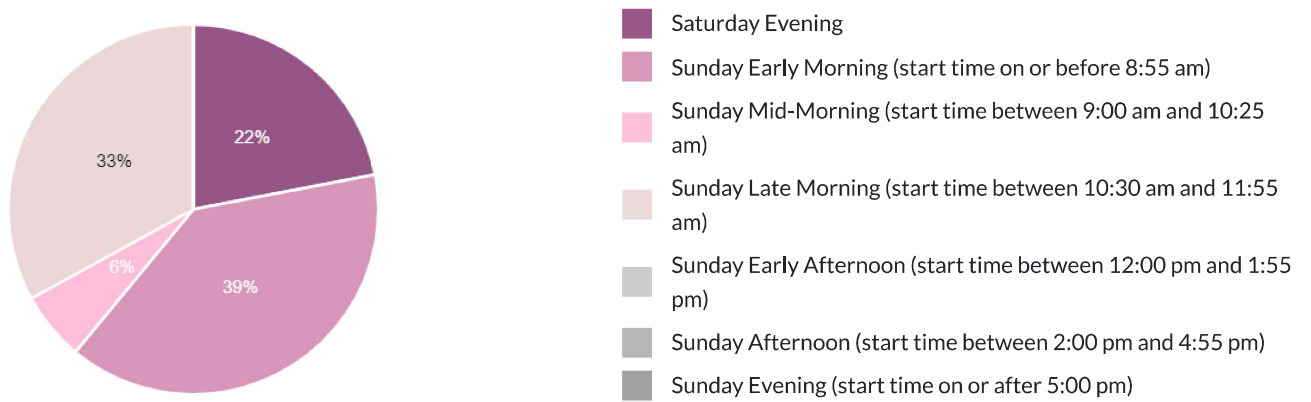 22%
33%
6%
39%
Saturday Evening
Sunday Early Morning (start time on or before 8:55 am)
Sunday Mid-Morning (start time between 9:00 am and 10:25
am)
Sunday Late Morning (start time between 10:30 am and 11:55
am)
Sunday Early Afternoon (start time between 12:00 pm and 1:55
pm)
Sunday Afternoon (start time between 2:00 pm and 4:55 pm)
Sunday Evening (start time on or after 5:00 pm)